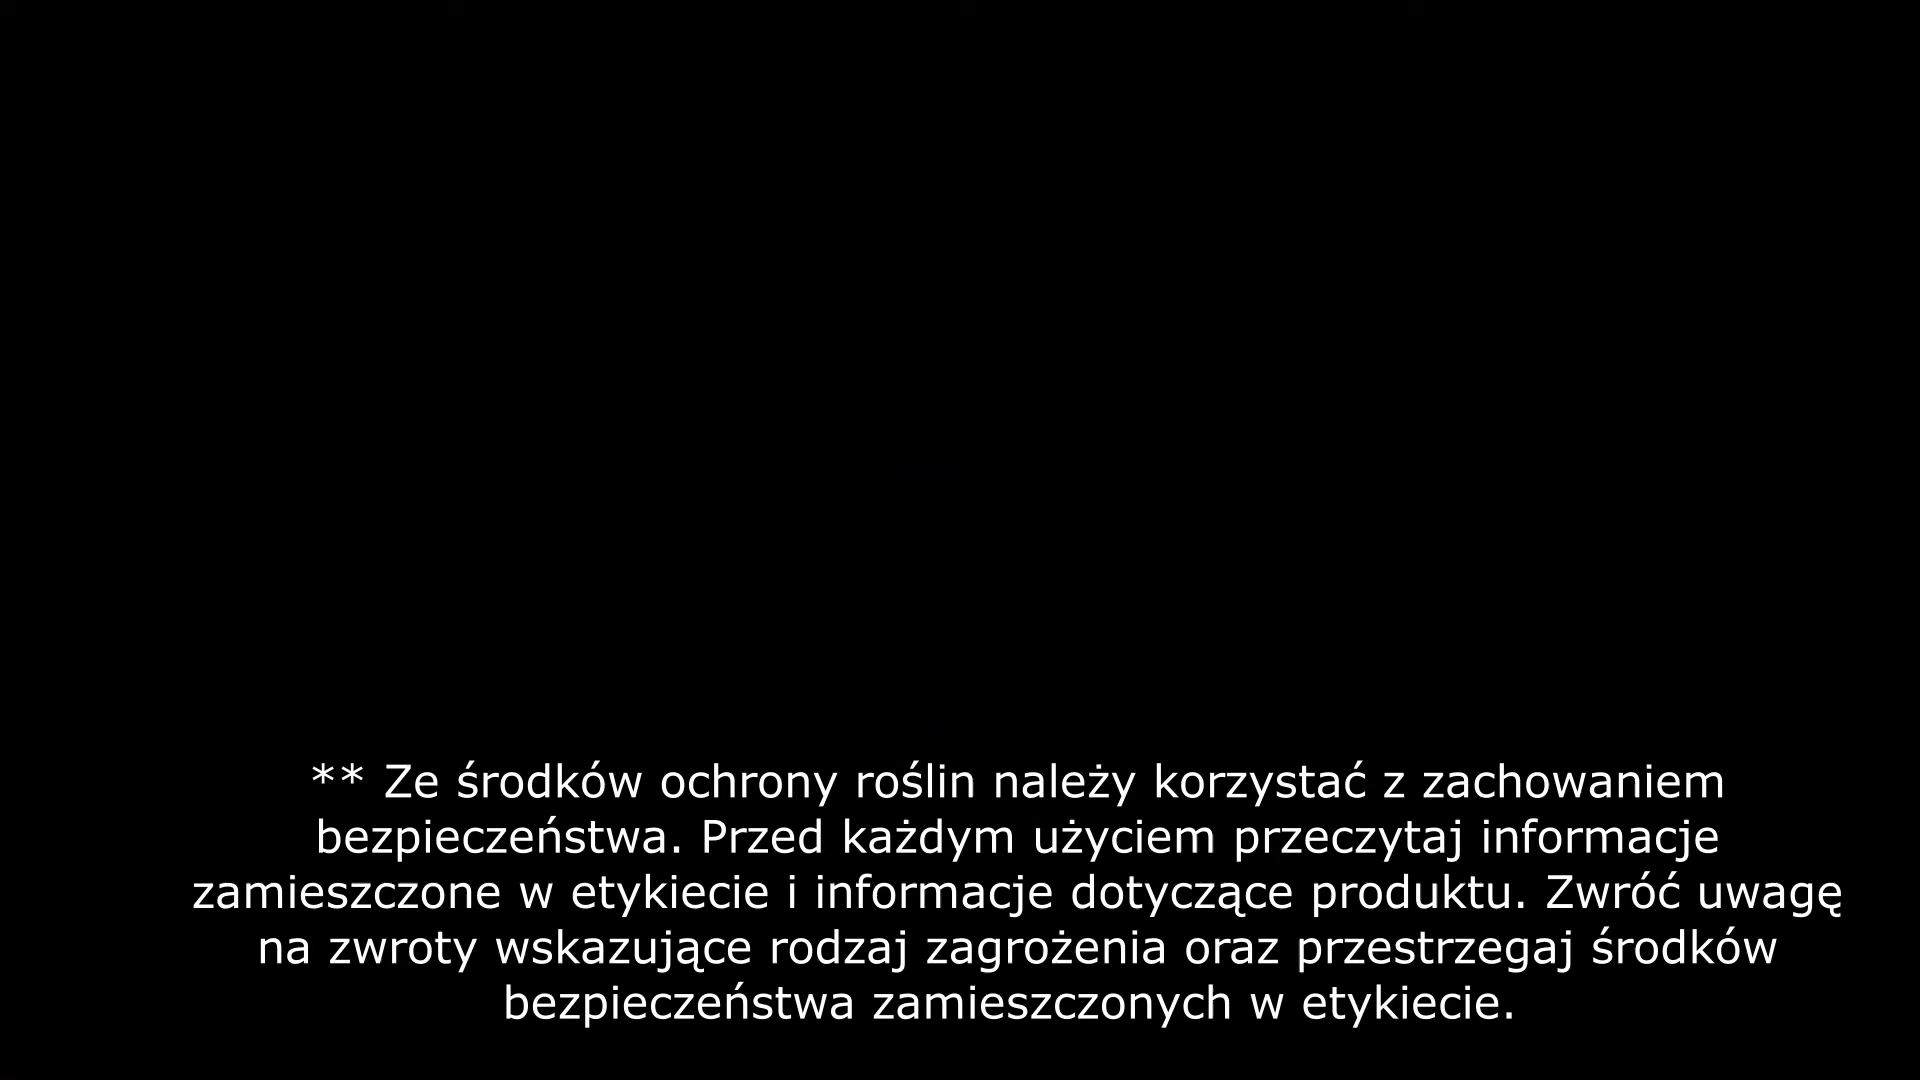 ** Ze środków ochrony roślin należy korzystać z zachowaniem
bezpieczeństwa. Przed każdym użyciem przeczytaj informacje
zamieszczone w etykiecie i informacje dotyczące produktu. Zwróć uwagę
na zwroty wskazujące rodzaj zagrożenia oraz przestrzegaj środków
bezpieczeństwa zamieszczonych w etykiecie.